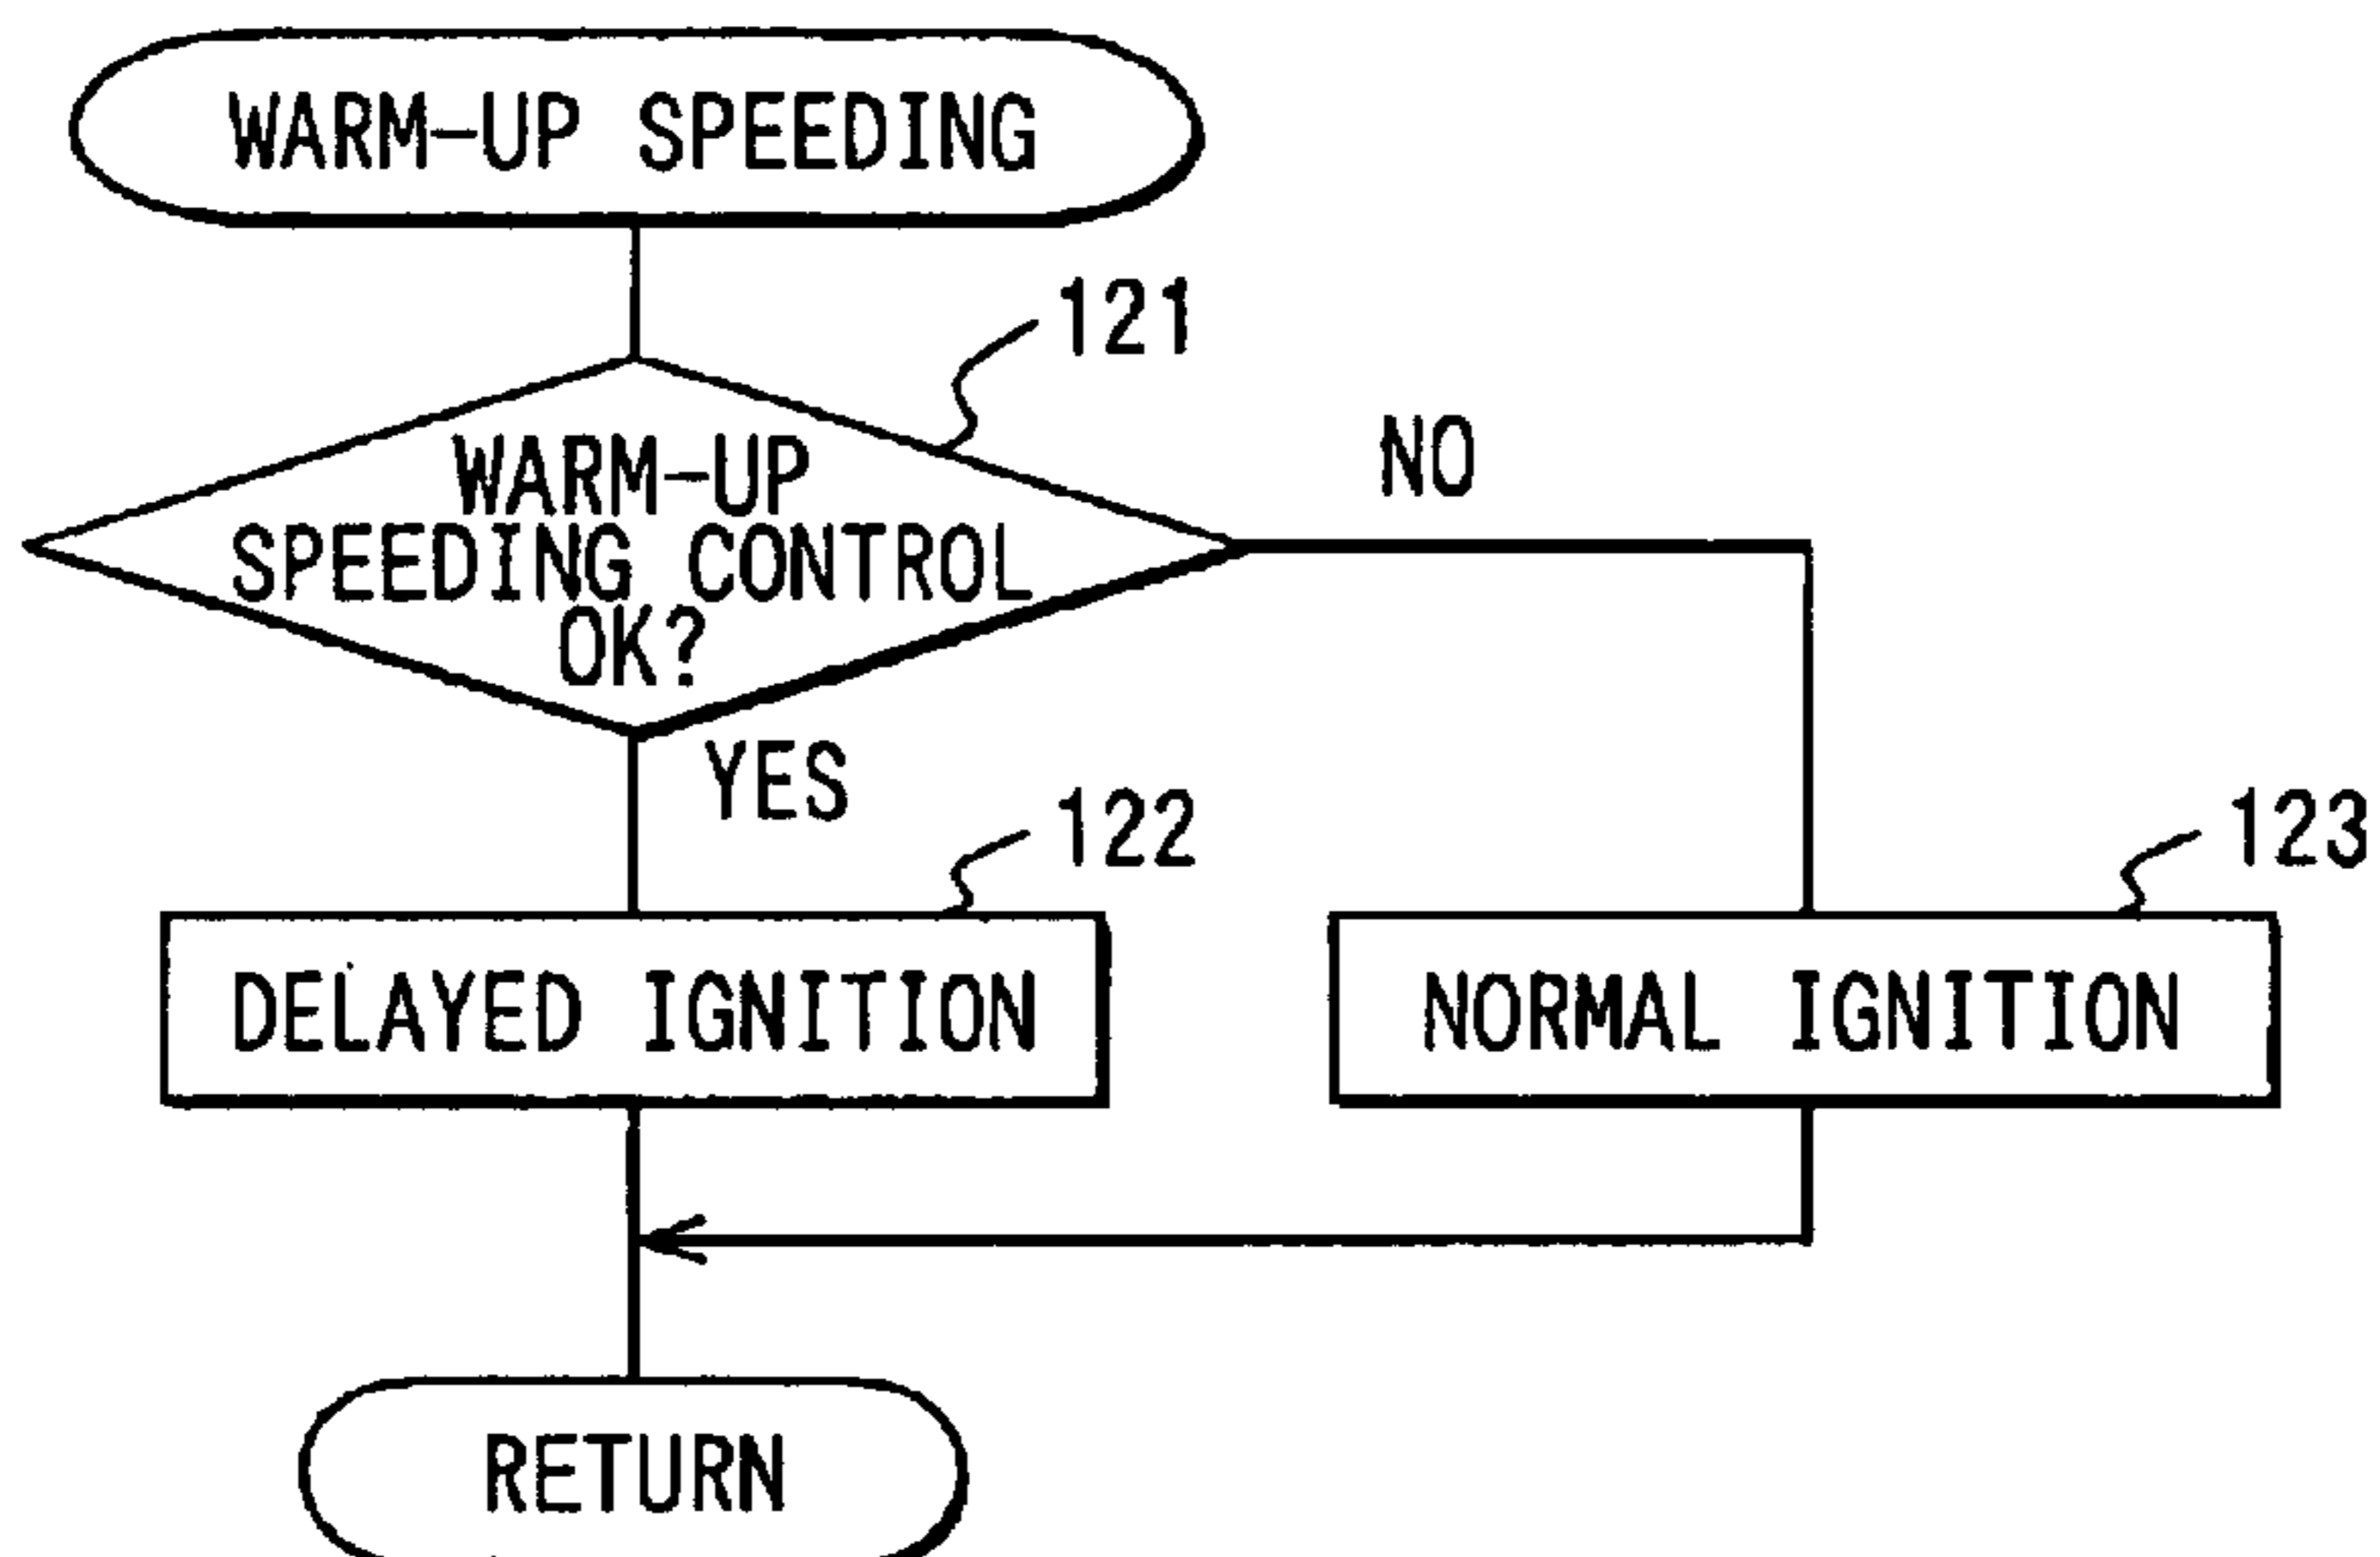 WARM-UP SPEEDING
121
WARM-UP
SPEEDING CONTROL
OK?
NO
YES
122
123
DELAYED IGNITION
NORMAL IGNITION
RETURN